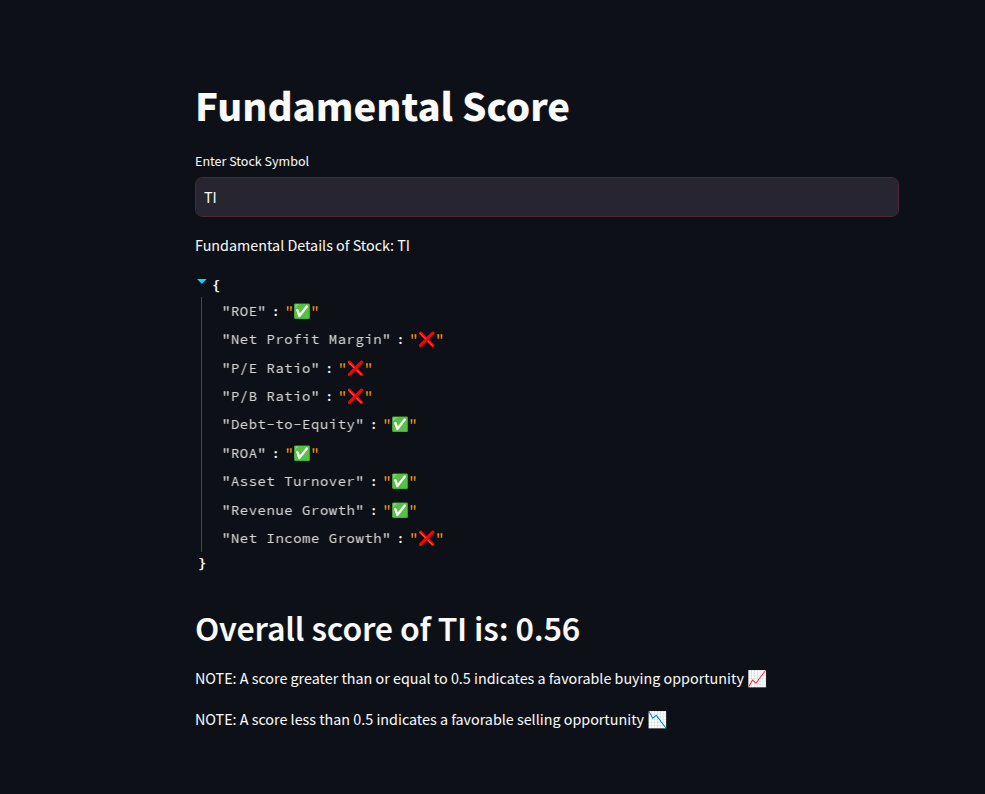 Fundamental Score
Enter Stock Symbol
TI
Fundamental Details of Stock: TI
{
"ROE" : "✅"
"Net Profit Margin" : "❌"
"P/E Ratio" : "❌"
"P/B Ratio" : "❌"
"Debt-to-Equity" : "✅"
"ROA" : "✅"
"Asset Turnover" : "✅"
"Revenue Growth" : "✅"
"Net Income Growth" : "❌"
}
Overall score of TI is: 0.56
NOTE: A score greater than or equal to 0.5 indicates a favorable buying opportunity 📈
NOTE: A score less than 0.5 indicates a favorable selling opportunity 📉